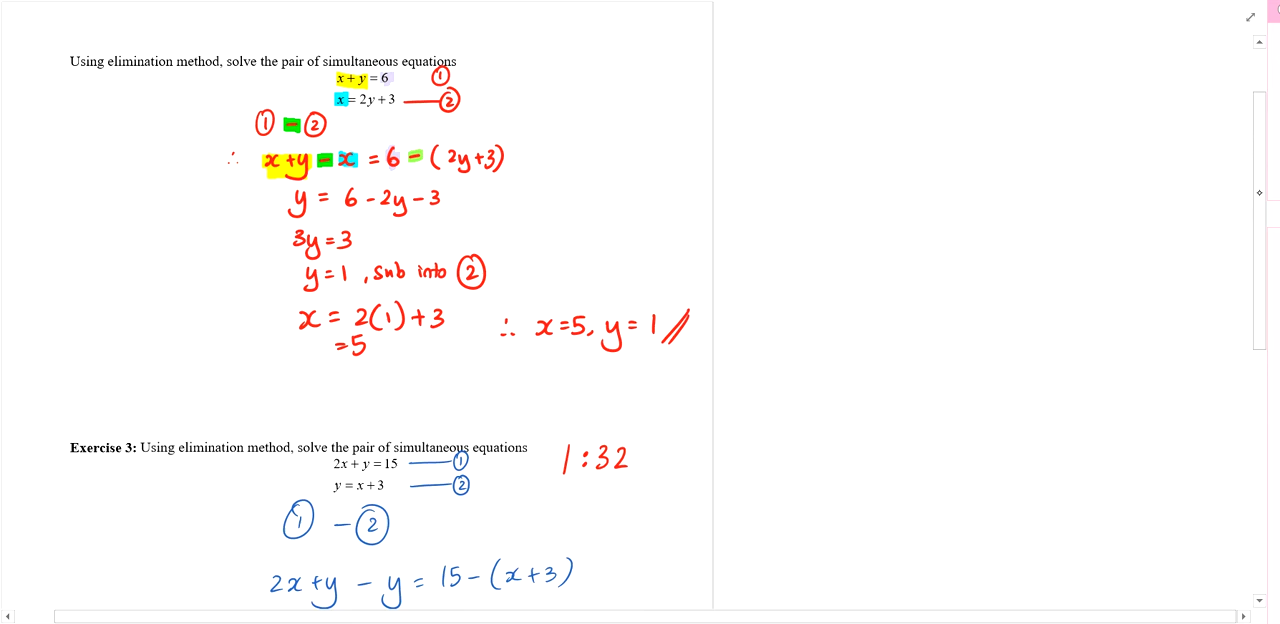 Using elimination method, solve the pair of simultaneous equations
x + y = 6 ①
x = 2y + 3 — ②
① - ②
∴ x + y - x = 6 - (2y+3)
y = 6 - 2y - 3
3y = 3
y = 1 , sub into ②
x = 2(1) + 3
= 5
∴ x = 5, y = 1 //
Exercise 3: Using elimination method, solve the pair of simultaneous equations
1:32
2x + y = 15 — ①
y = x + 3 — ②
① - ②
2x + y - y = 15 - (x+3)